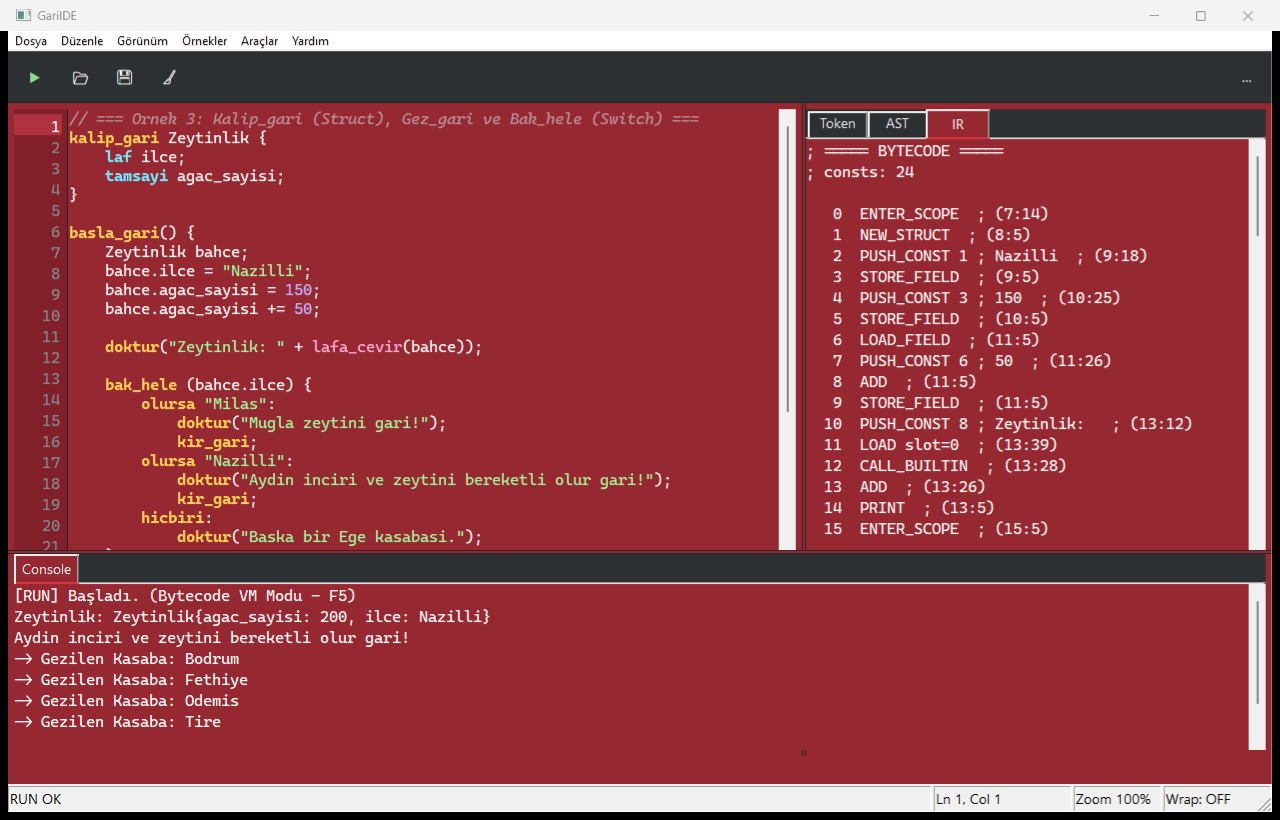 GariIDE
Dosya Düzenle Görünüm Örnekler Araçlar Yardım
...
1 // === Ornek 3: Kalip_gari (Struct), Gez_gari ve Bak_hele (Switch) ===
2 kalip_gari Zeytinlik {
3 laf ilce;
4 tamsayi agac_sayisi;
5 }
6
7 basla_gari() {
8 Zeytinlik bahce;
9 bahce.ilce = "Nazilli";
10 bahce.agac_sayisi = 150;
11 bahce.agac_sayisi += 50;
12
13 doktur("Zeytinlik: " + lafa_cevir(bahce));
14
15 bak_hele (bahce.ilce) {
16 olursa "Milas":
17 doktur("Mugla zeytini gari!");
18 kir_gari;
19 olursa "Nazilli":
20 doktur("Aydin inciri ve zeytini bereketli olur gari!");
21 kir_gari;
hicbiri:
doktur("Baska bir Ege kasabasi.");
Token AST IR
; ===== BYTECODE =====
; consts: 24
0 ENTER_SCOPE ; (7:14)
1 NEW_STRUCT ; (8:5)
2 PUSH_CONST 1 ; Nazilli ; (9:18)
3 STORE_FIELD ; (9:5)
4 PUSH_CONST 3 ; 150 ; (10:25)
5 STORE_FIELD ; (10:5)
6 LOAD_FIELD ; (11:5)
7 PUSH_CONST 6 ; 50 ; (11:26)
8 ADD ; (11:5)
9 STORE_FIELD ; (11:5)
10 PUSH_CONST 8 ; Zeytinlik: ; (13:12)
11 LOAD slot=0 ; (13:39)
12 CALL_BUILTIN ; (13:28)
13 ADD ; (13:26)
14 PRINT ; (13:5)
15 ENTER_SCOPE ; (15:5)
Console
[RUN] Başladı. (Bytecode VM Modu - F5)
Zeytinlik: Zeytinlik{agac_sayisi: 200, ilce: Nazilli}
Aydin inciri ve zeytini bereketli olur gari!
-> Gezilen Kasaba: Bodrum
-> Gezilen Kasaba: Fethiye
-> Gezilen Kasaba: Odemis
-> Gezilen Kasaba: Tire
RUN OK Ln 1, Col 1 Zoom 100% Wrap: OFF